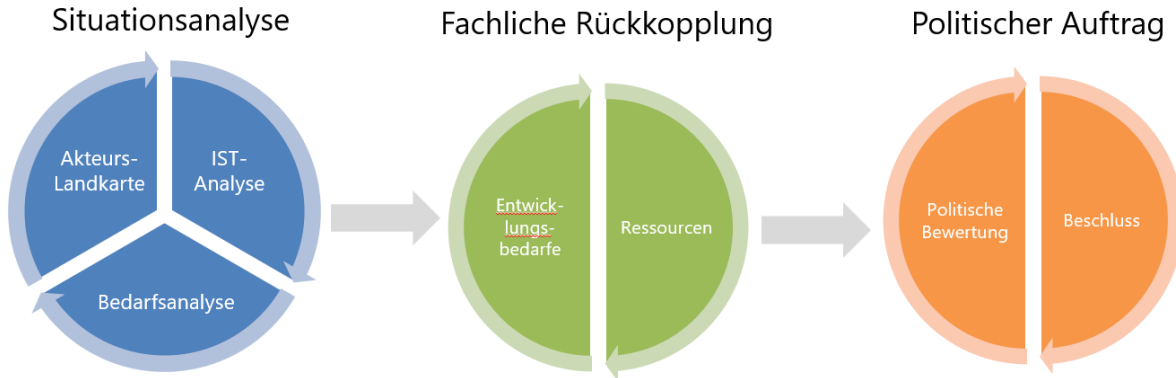 Situationsanalyse
Fachliche Rückkopplung
Politischer Auftrag
Akteurs-
Landkarte
IST-
Analyse
Bedarfsanalyse
Entwick-
lungs-
bedarfe
Ressourcen
Politische
Bewertung
Beschluss